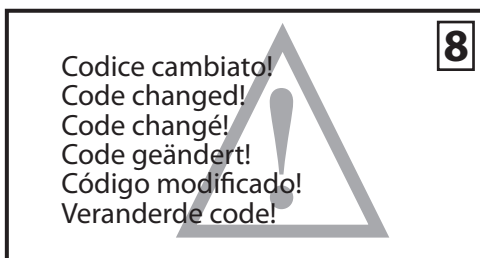 8
Codice cambiato!
Code changed!
Code changé!
Code geändert!
Código modificado!
Veranderde code!